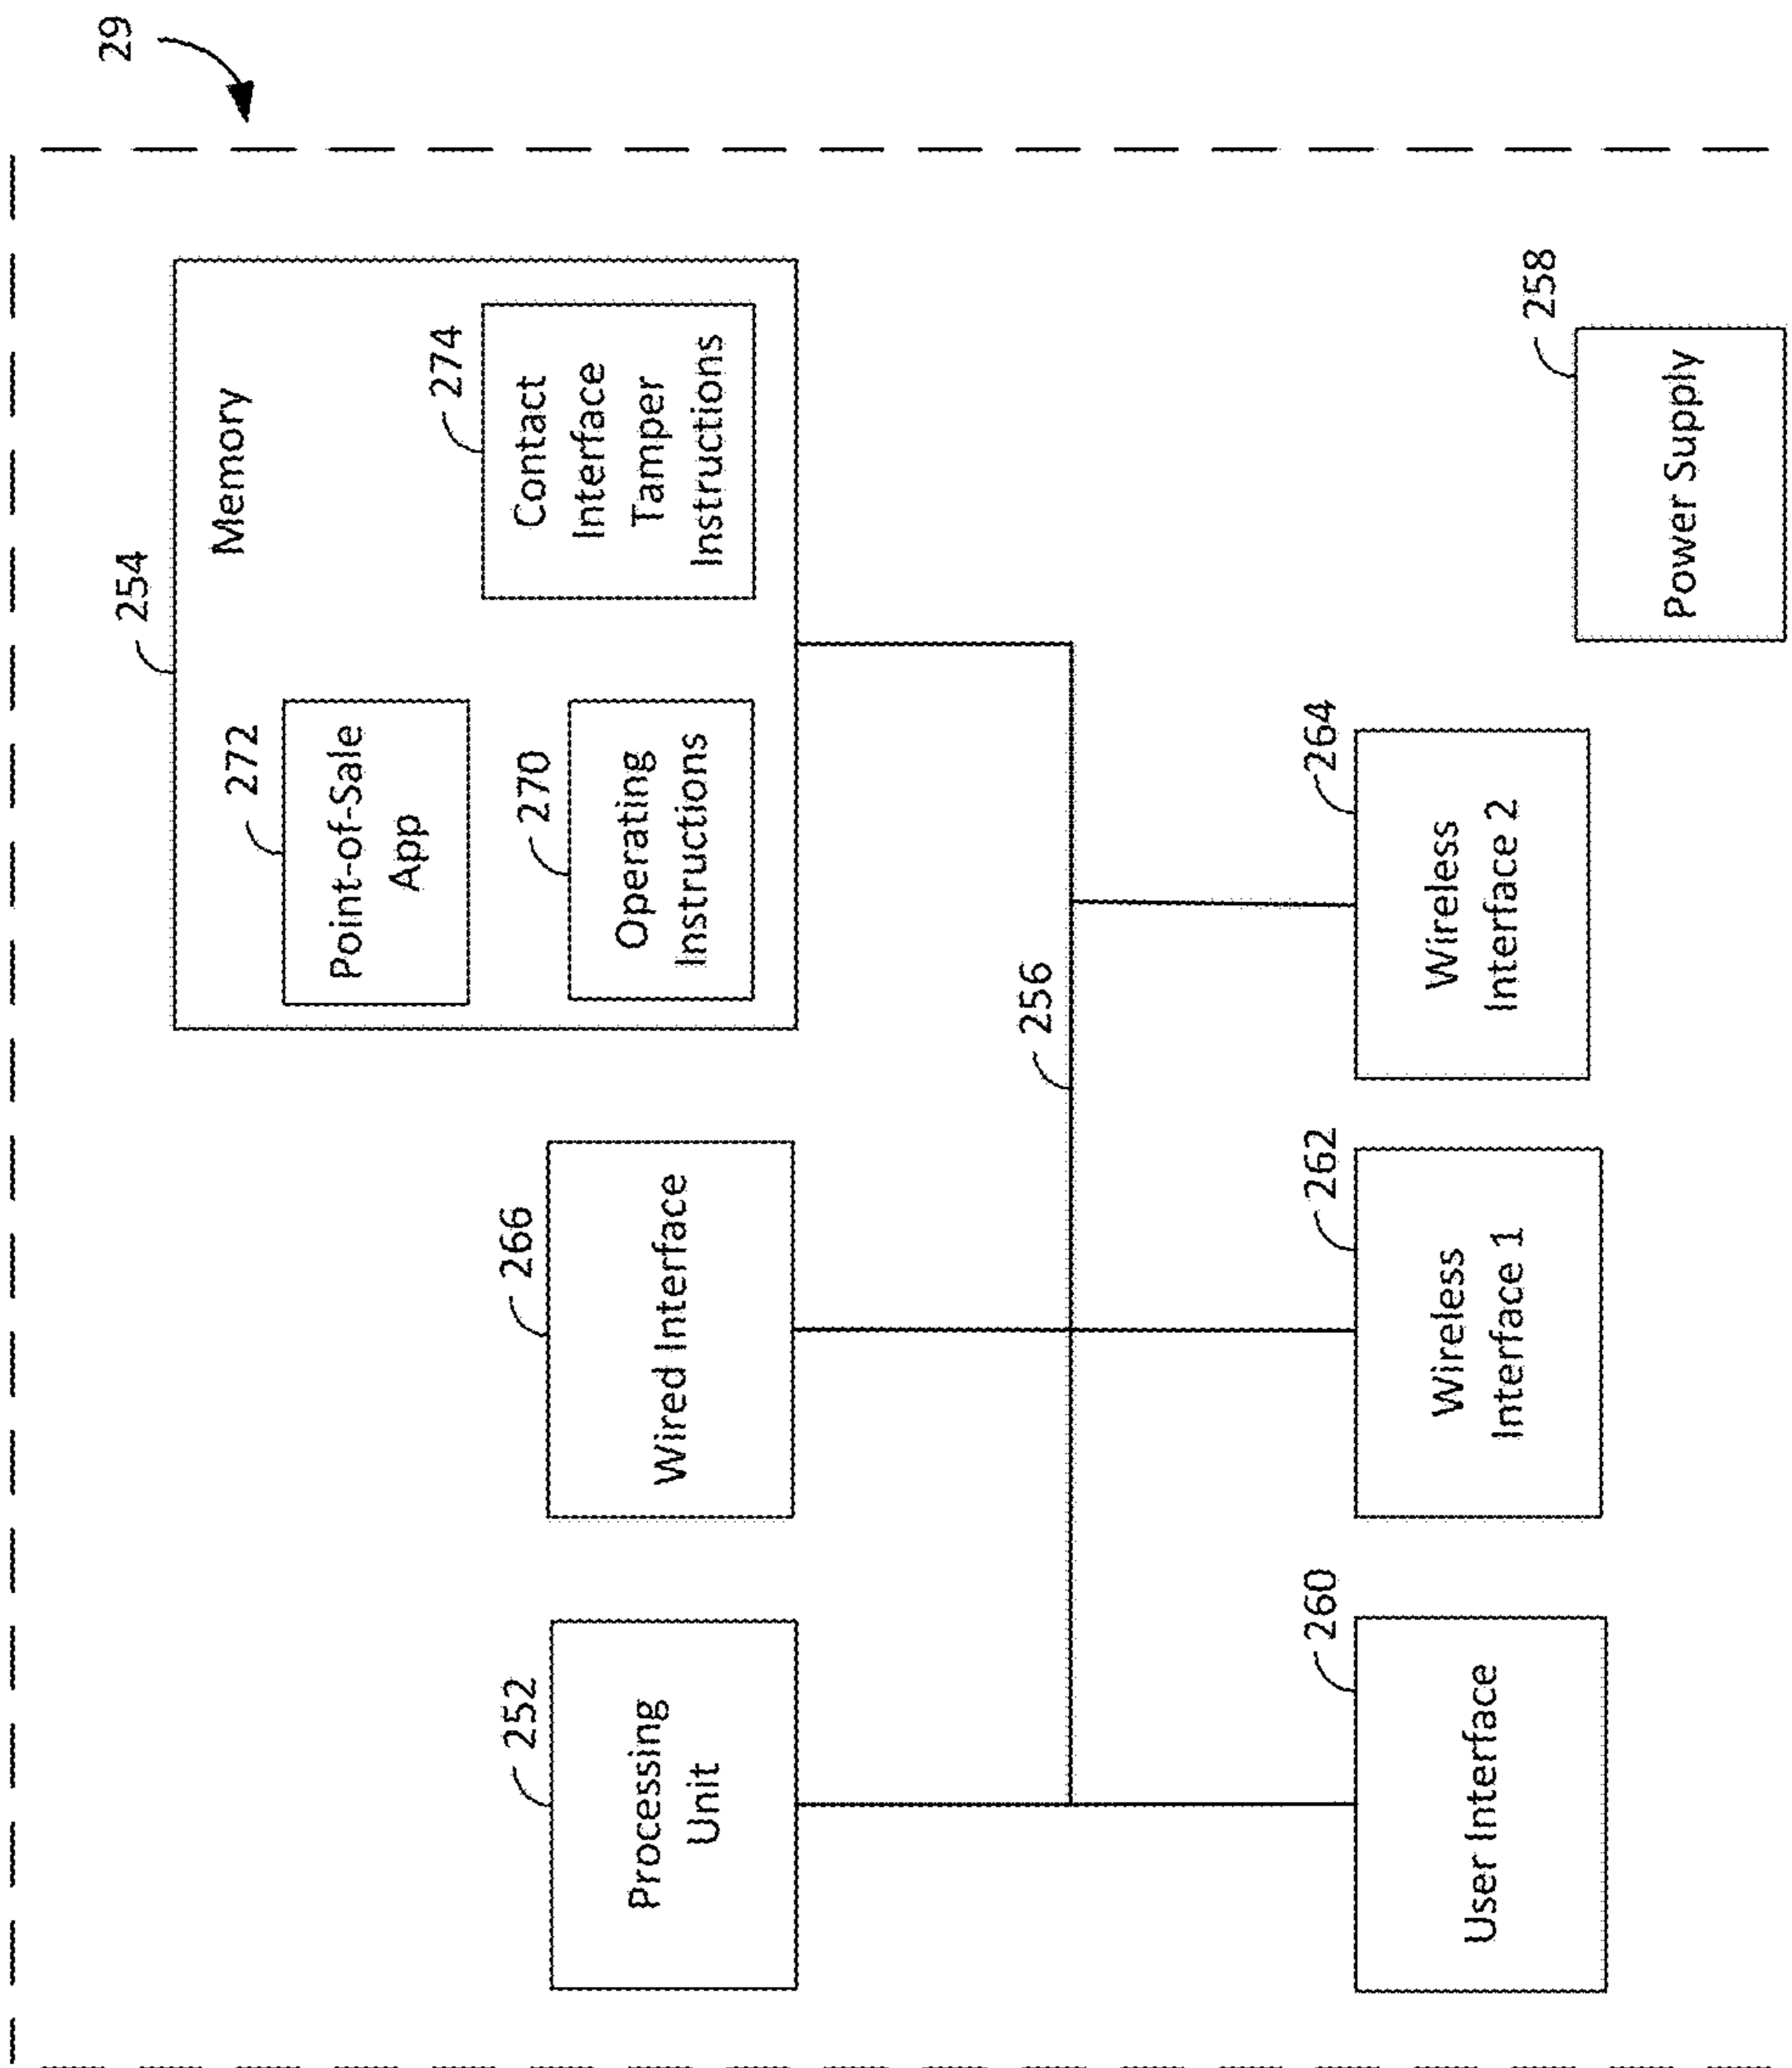 29
254
Memory
272
Point-of-Sale
App
274
Contact
Interface
Tamper
Instructions
270
Operating
Instructions
252
Processing
Unit
266
Wired Interface
256
260
User Interface
262
Wireless
Interface 1
264
Wireless
Interface 2
258
Power Supply